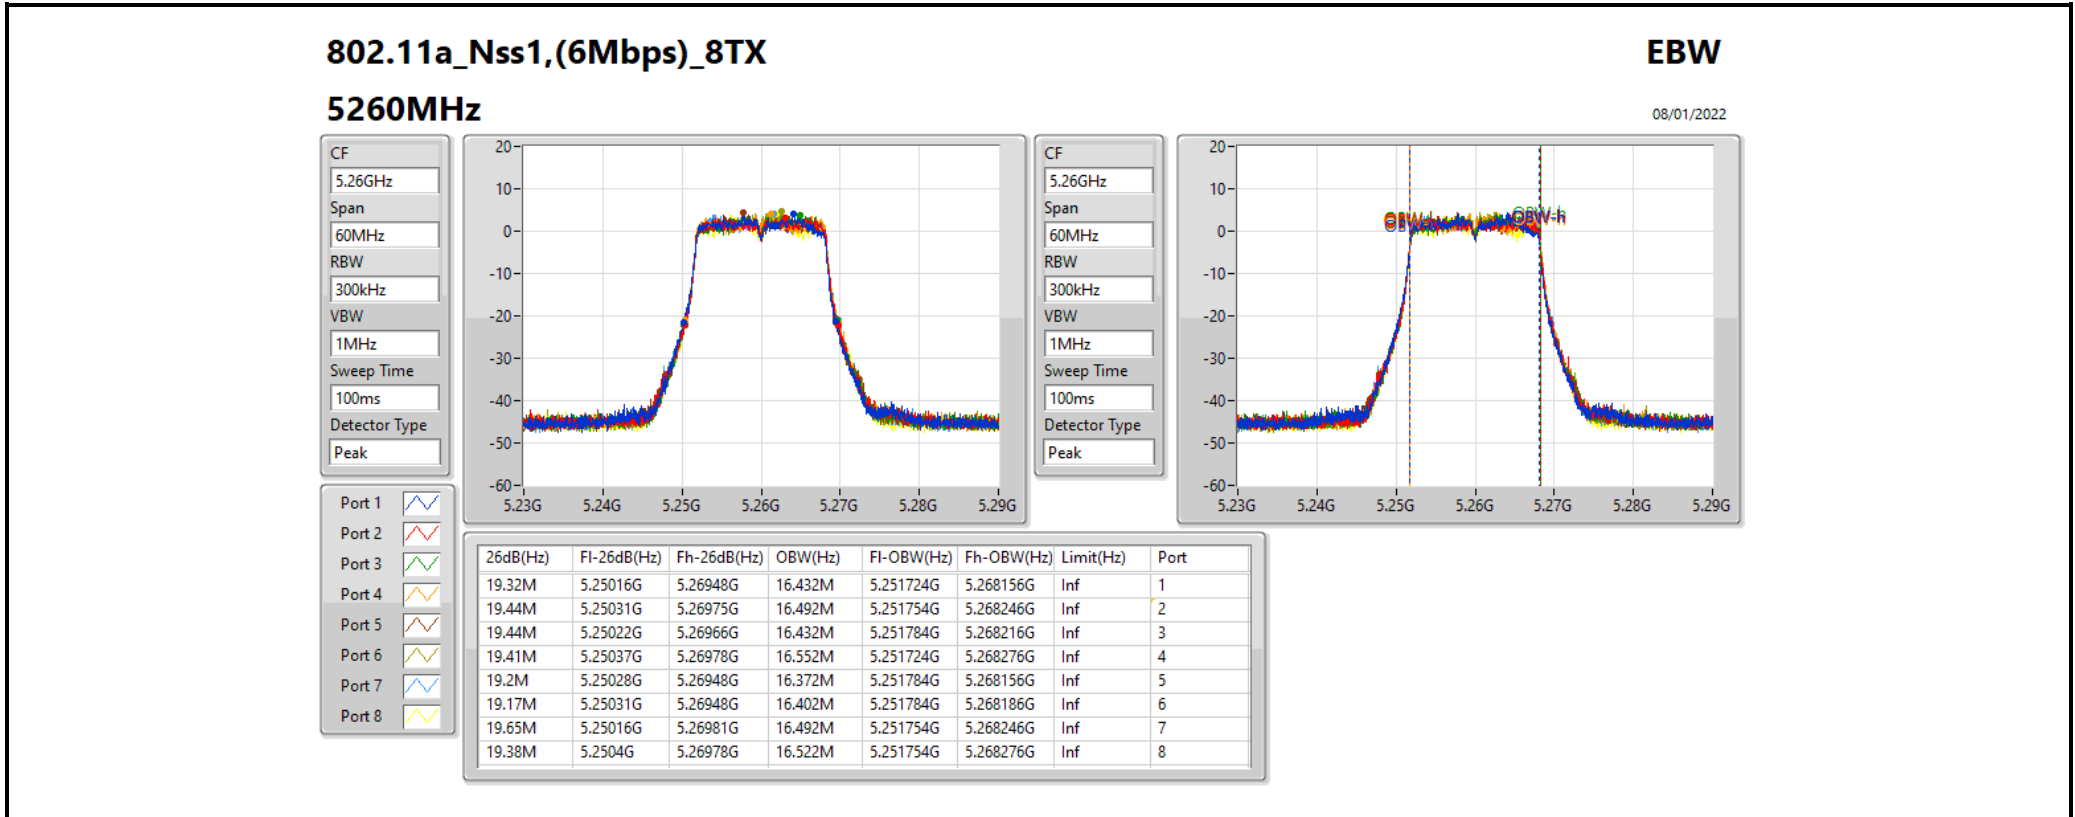 802.11a_Nss1,(6Mbps)_8TX
EBW
5260MHz
08/01/2022
CF
5.26GHz
Span
60MHz
RBW
300kHz
VBW
1MHz
Sweep Time
100ms
Detector Type
Peak
20
10
0
-10
-20
-30
-40
-50
-60
5.23G 5.24G 5.25G 5.26G 5.27G 5.28G 5.29G
CF
5.26GHz
Span
60MHz
RBW
300kHz
VBW
1MHz
Sweep Time
100ms
Detector Type
Peak
20
10
0
-10
-20
-30
-40
-50
-60
OBW-h
5.23G 5.24G 5.25G 5.26G 5.27G 5.28G 5.29G
Port 1
Port 2
Port 3
Port 4
Port 5
Port 6
Port 7
Port 8
26dB(Hz) Fl-26dB(Hz) Fh-26dB(Hz) OBW(Hz) Fl-OBW(Hz) Fh-OBW(Hz) Limit(Hz) Port
19.32M 5.25016G 5.26948G 16.432M 5.251724G 5.268156G Inf 1
19.44M 5.25031G 5.26975G 16.492M 5.251754G 5.268246G Inf 2
19.44M 5.25022G 5.26966G 16.432M 5.251784G 5.268216G Inf 3
19.41M 5.25037G 5.26978G 16.552M 5.251724G 5.268276G Inf 4
19.2M 5.25028G 5.26948G 16.372M 5.251784G 5.268156G Inf 5
19.17M 5.25031G 5.26948G 16.402M 5.251784G 5.268186G Inf 6
19.65M 5.25016G 5.26981G 16.492M 5.251754G 5.268246G Inf 7
19.38M 5.2504G 5.26978G 16.522M 5.251754G 5.268276G Inf 8